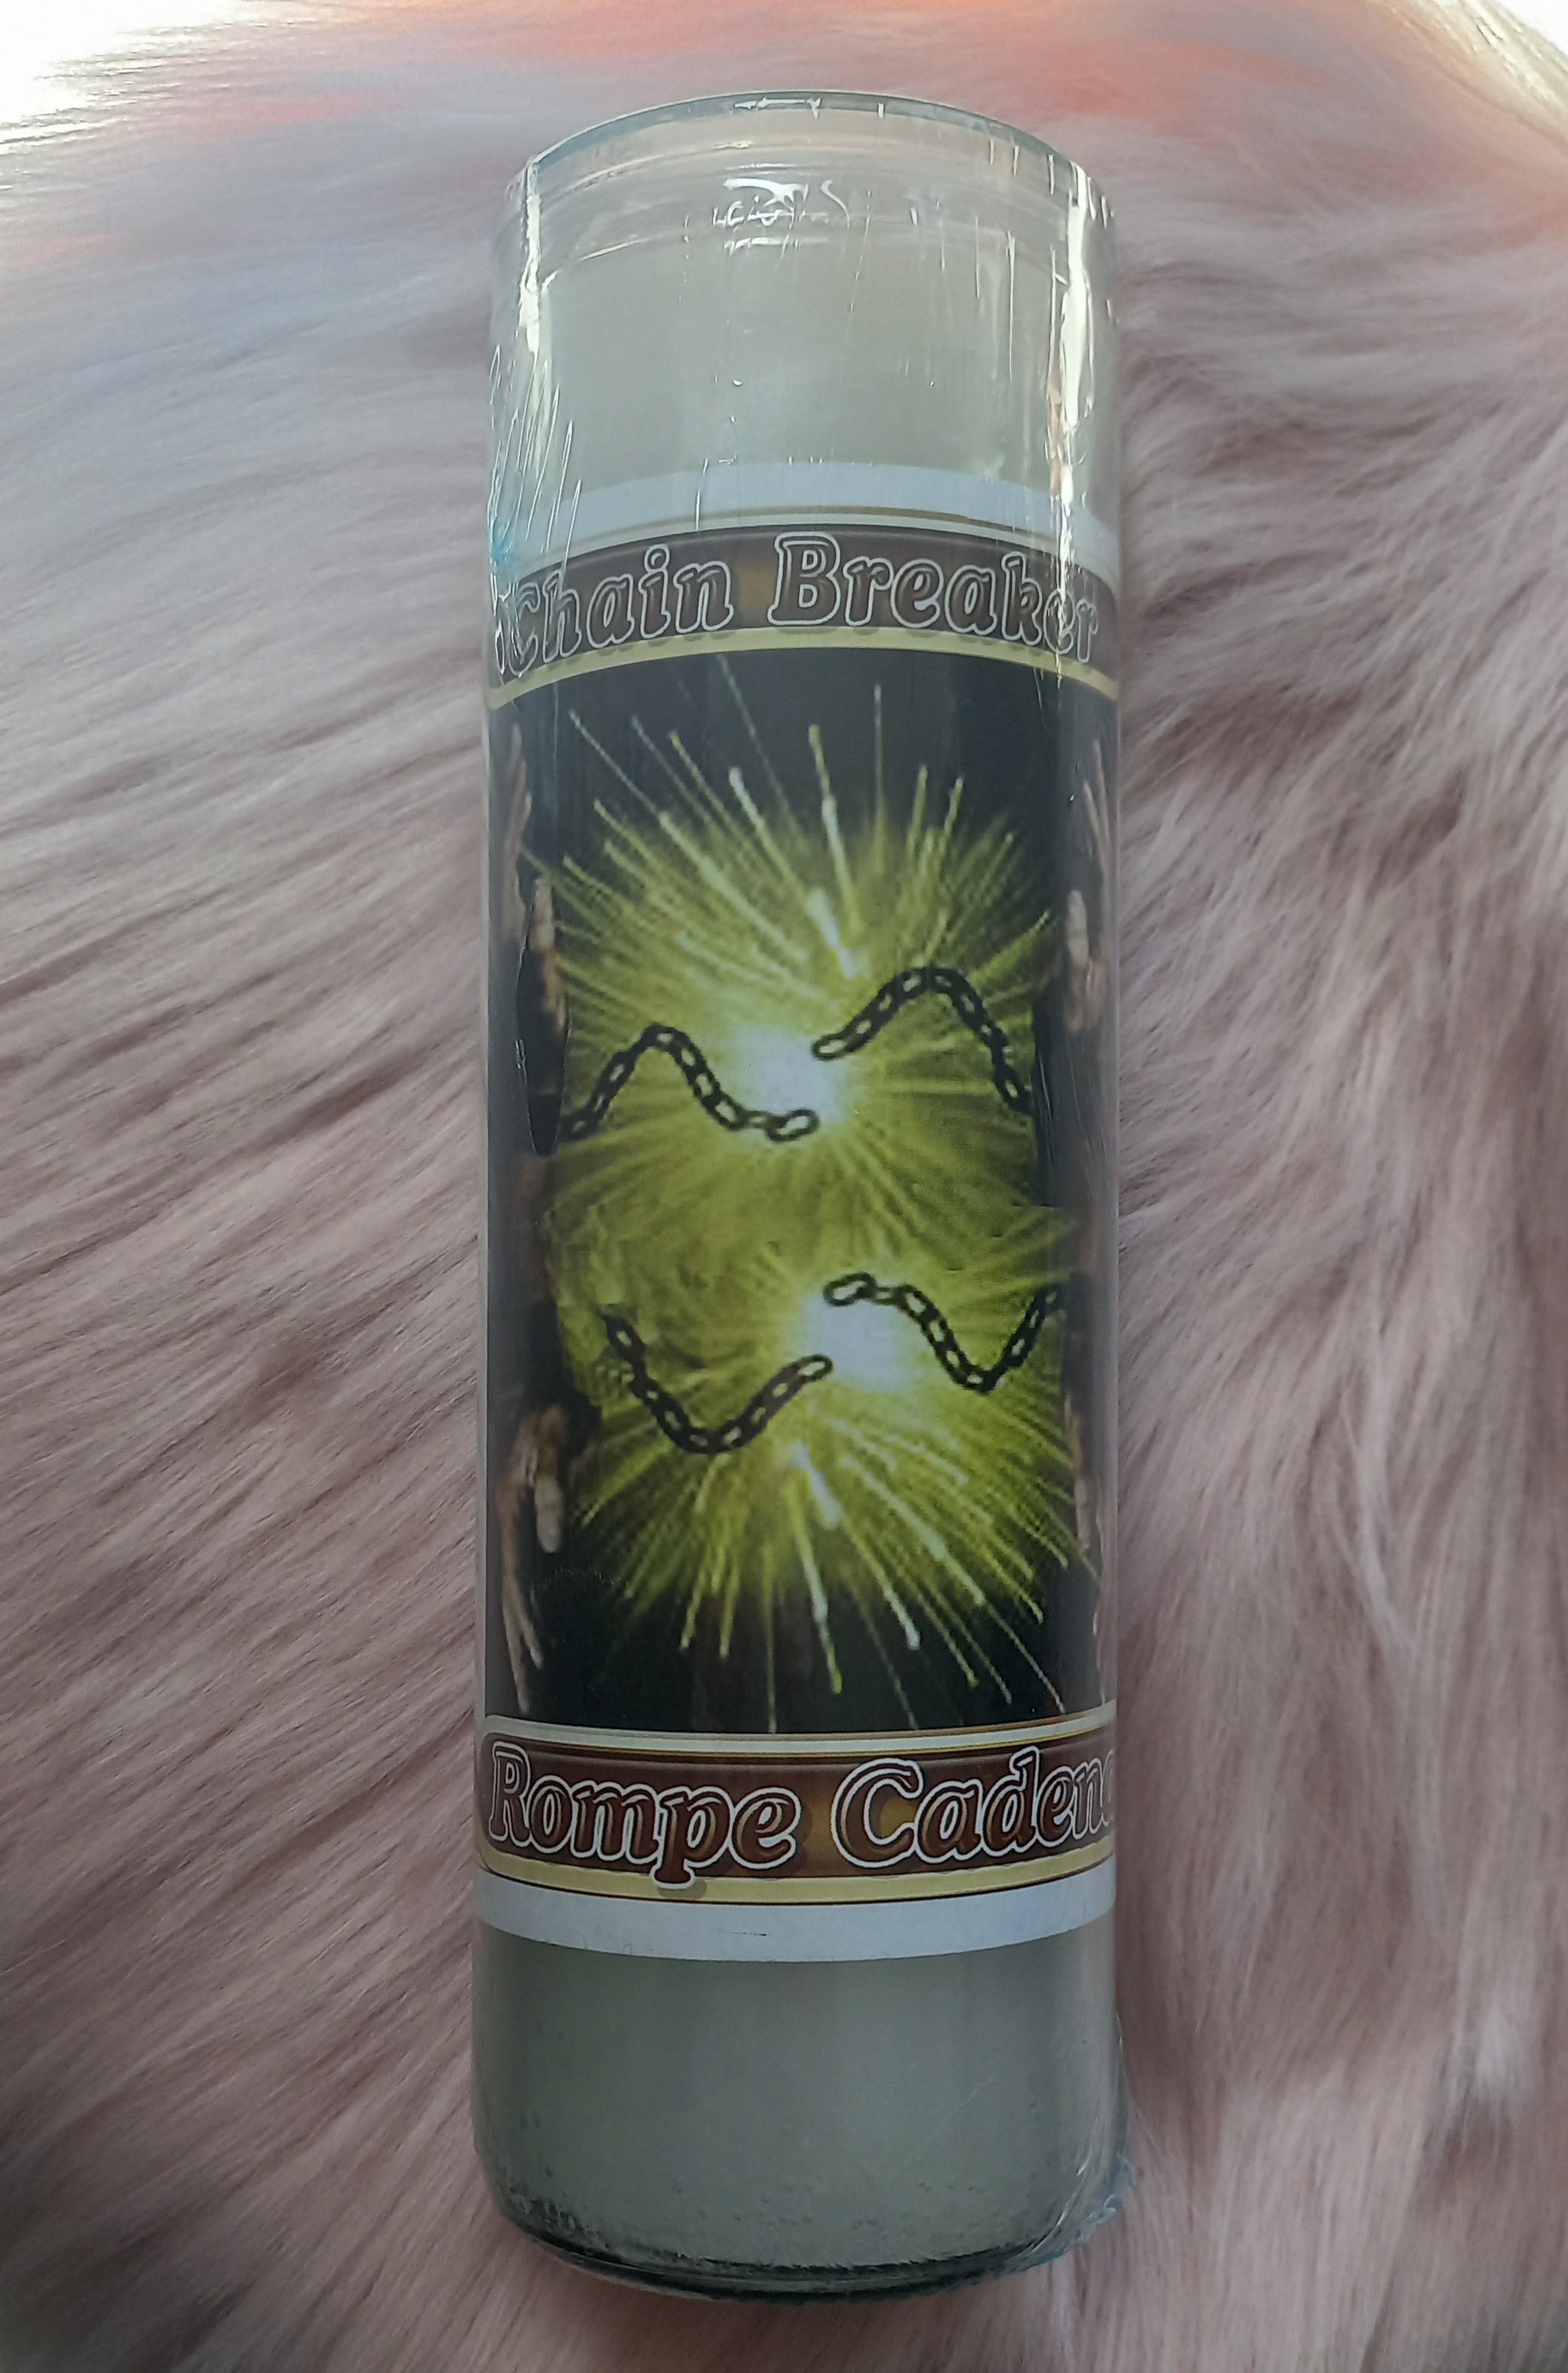 Chain Breaker
Rompe Caden